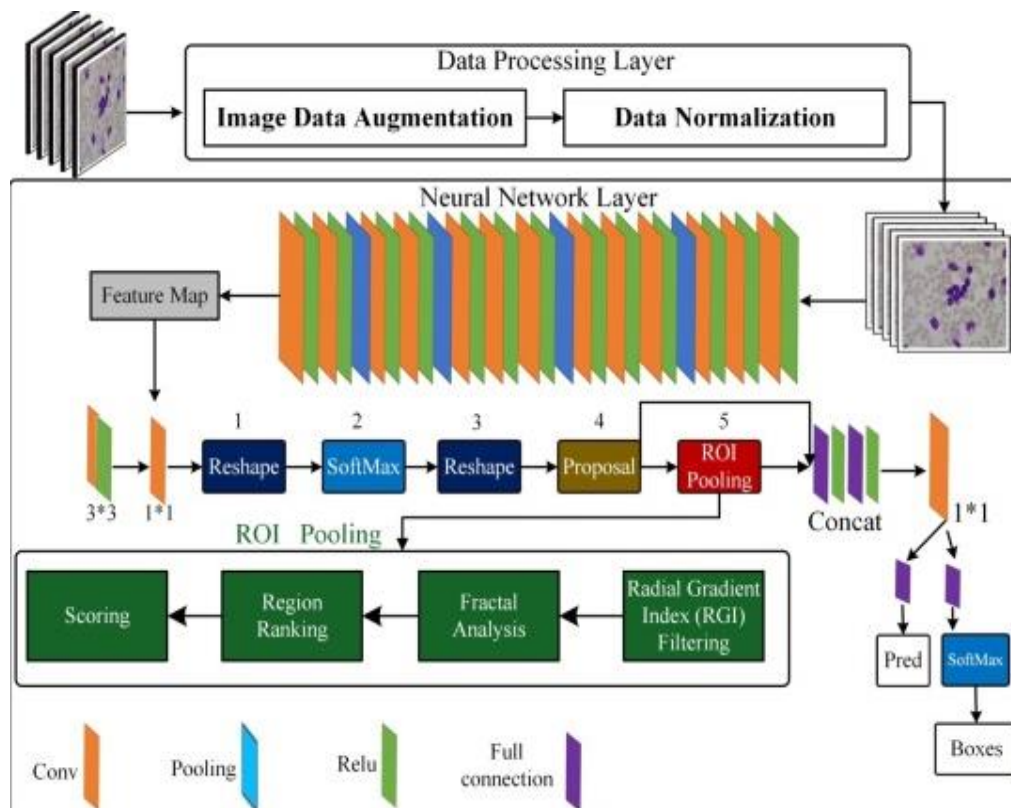 Data Processing Layer
Image Data Augmentation
Data Normalization
Neural Network Layer
Feature Map
1
2
3
4
5
Reshape
SoftMax
Reshape
Proposal
ROI
Pooling
3*3
1*1
Concat
1*1
ROI Pooling
Scoring
Region
Ranking
Fractal
Analysis
Radial Gradient
Index (RGI)
Filtering
Pred
SoftMax
Boxes
Conv
Pooling
Relu
Full
connection